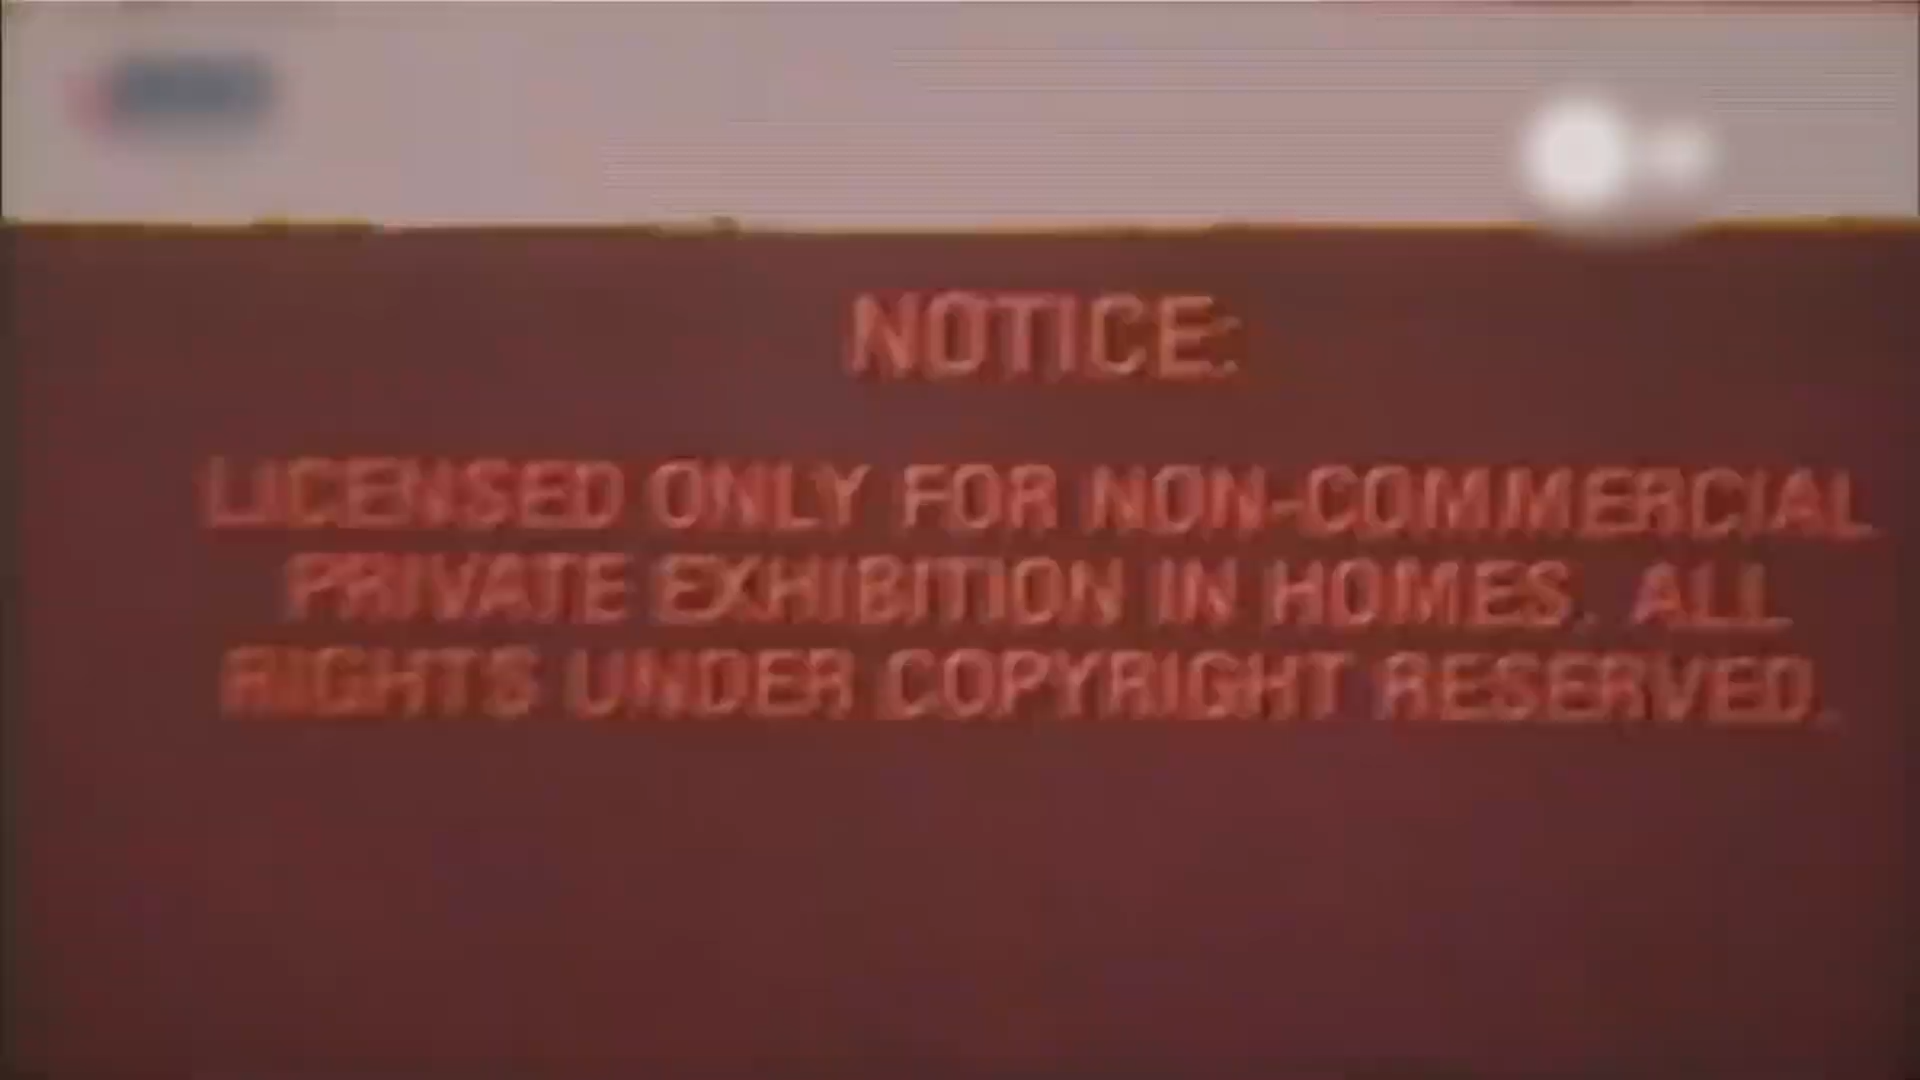 NOTICE:
LICENSED ONLY FOR NON-COMMERCIAL
PRIVATE EXHIBITION IN HOMES. ALL
RIGHTS UNDER COPYRIGHT RESERVED.